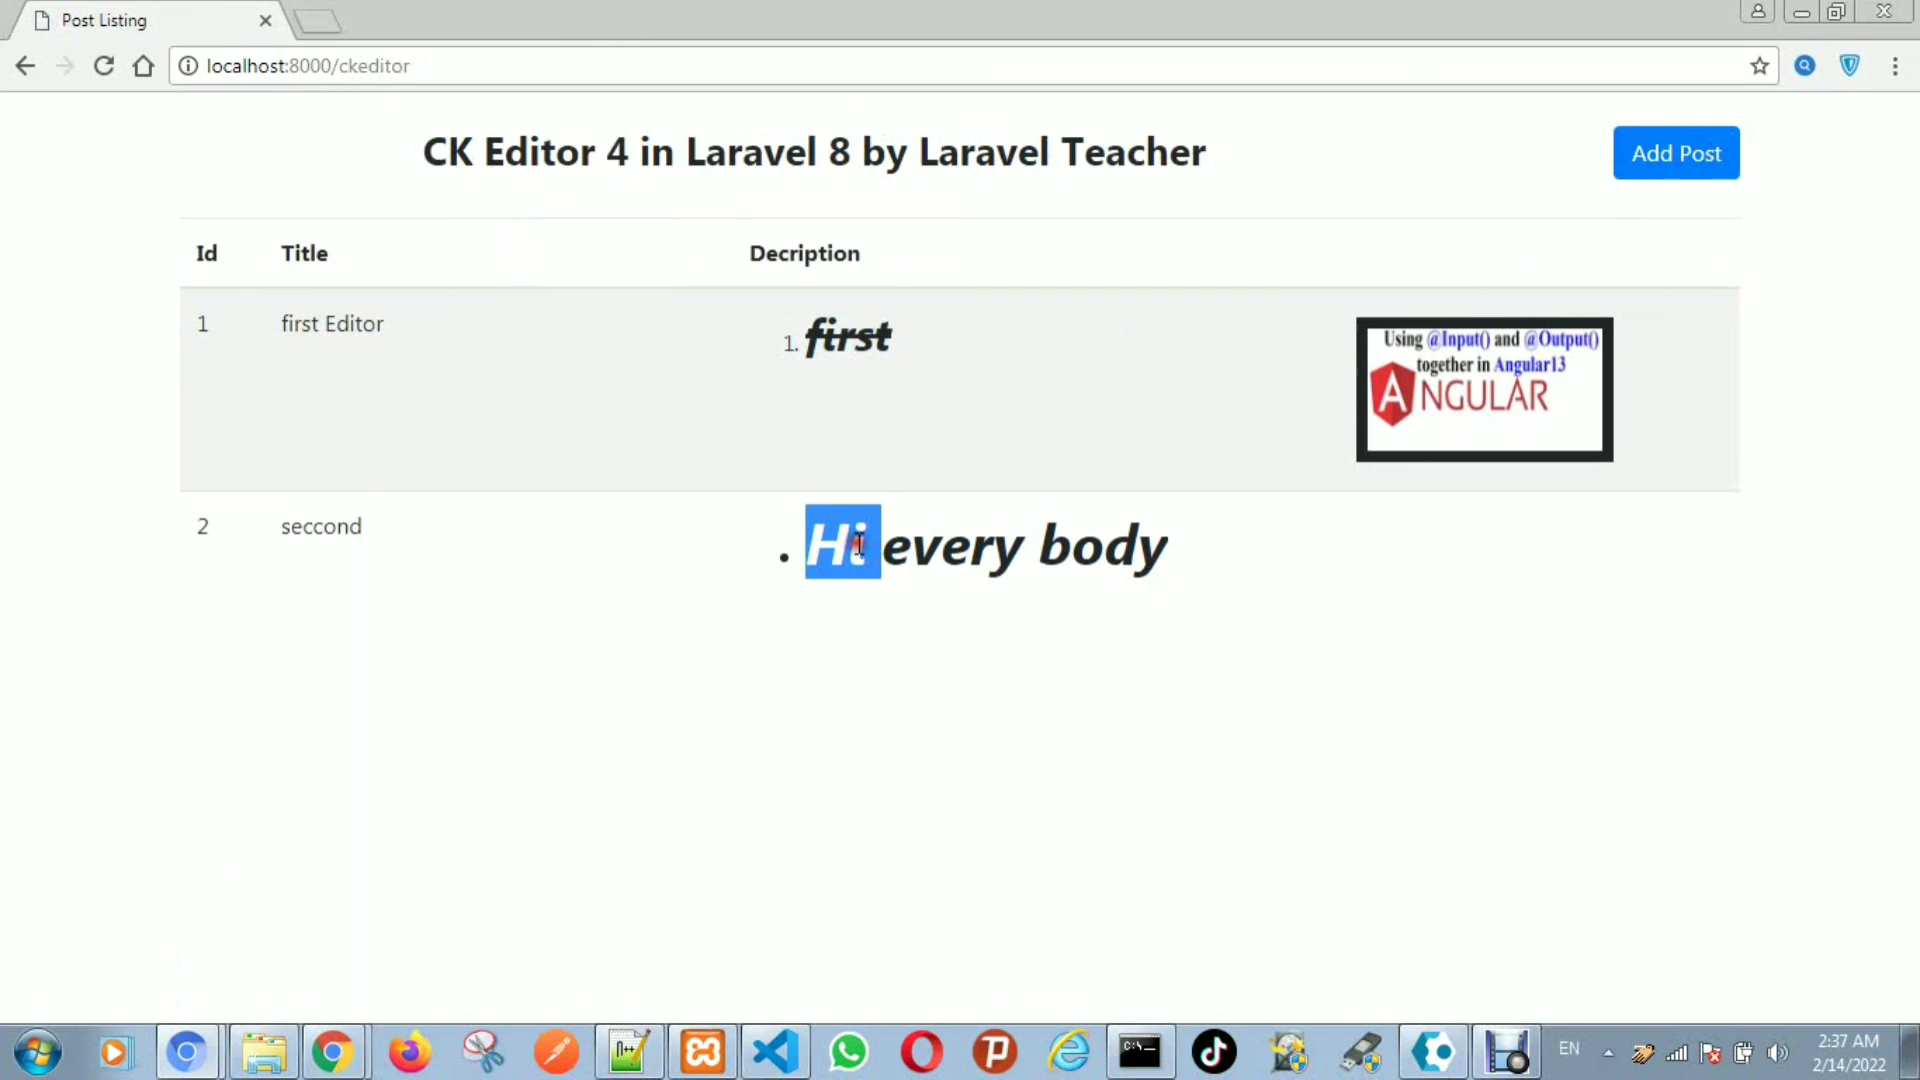 Post Listing
localhost:8000/ckeditor
CK Editor 4 in Laravel 8 by Laravel Teacher
Add Post
Id Title Decription
1 first Editor 1. first
Using @Input() and @Output()
together in Angular13
ANGULAR
2 seccond • Hi every body
EN
2:37 AM
2/14/2022